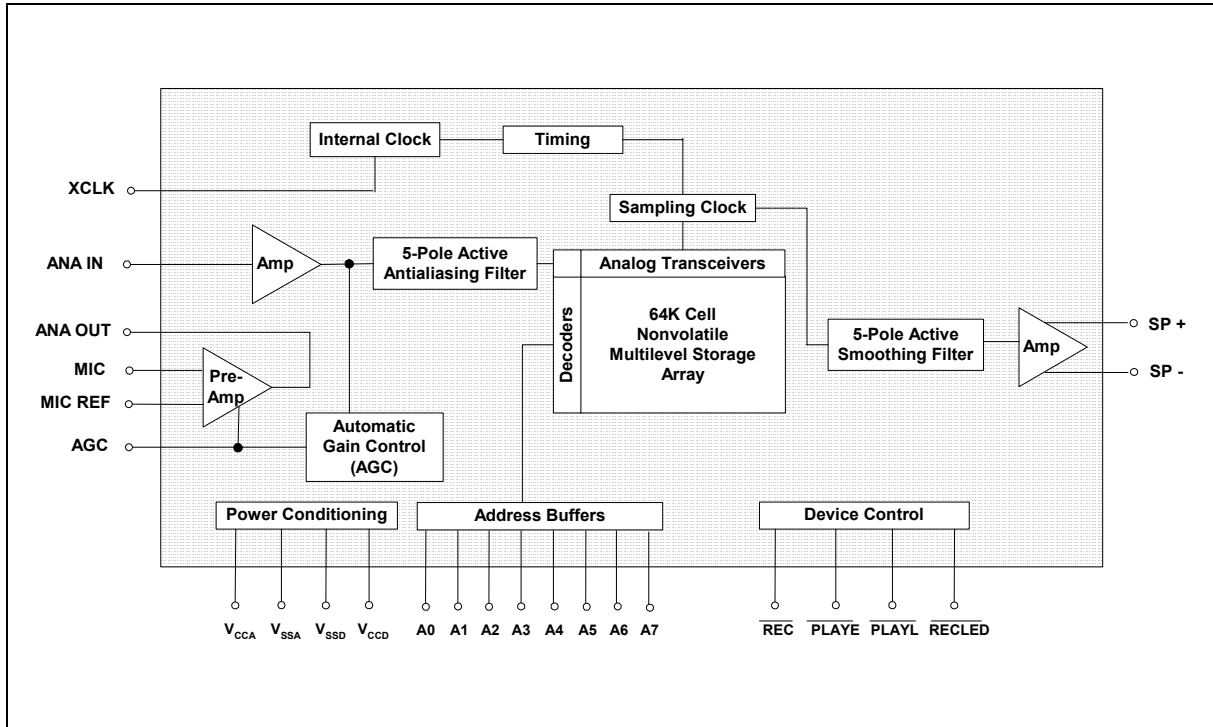 Internal Clock
Timing
XCLK
Sampling Clock
ANA IN
Amp
5-Pole Active
Antialiasing Filter
Analog Transceivers
Decoders
64K Cell
Nonvolatile
Multilevel Storage
Array
5-Pole Active
Smoothing Filter
Amp
SP +
SP -
ANA OUT
MIC
Pre-
Amp
MIC REF
AGC
Automatic
Gain Control
(AGC)
Power Conditioning
Address Buffers
Device Control
VCCA VSSA VSSD VCCD A0 A1 A2 A3 A4 A5 A6 A7 REC PLAYE PLAYL RECLED